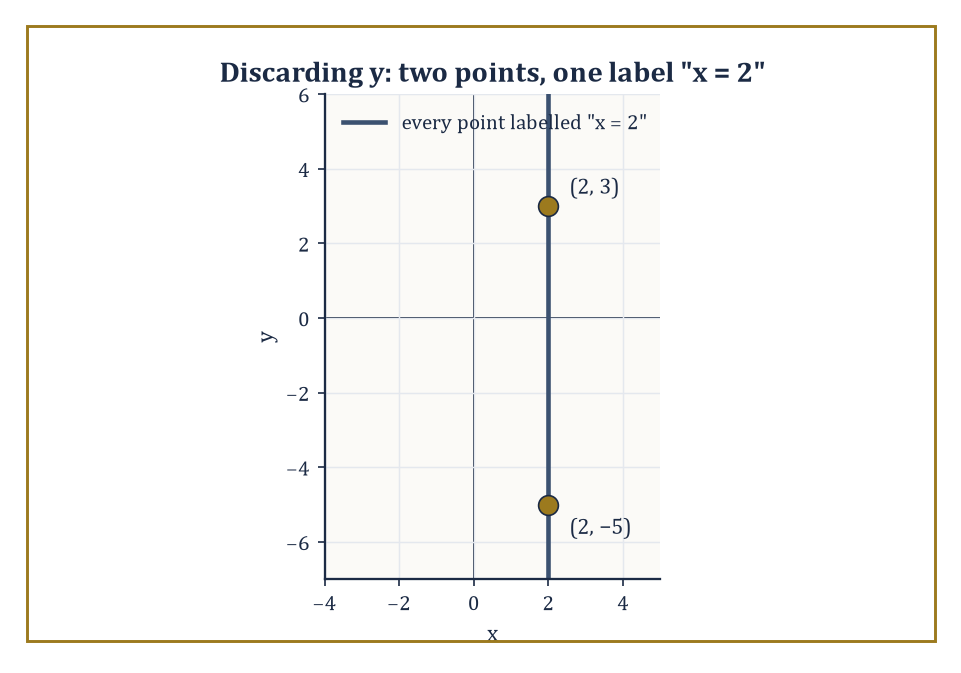 Discarding y: two points, one label "x = 2"
every point labelled "x = 2"
(2, 3)
(2, −5)
6
4
2
0
−2
−4
−6
y
−4 −2 0 2 4
x